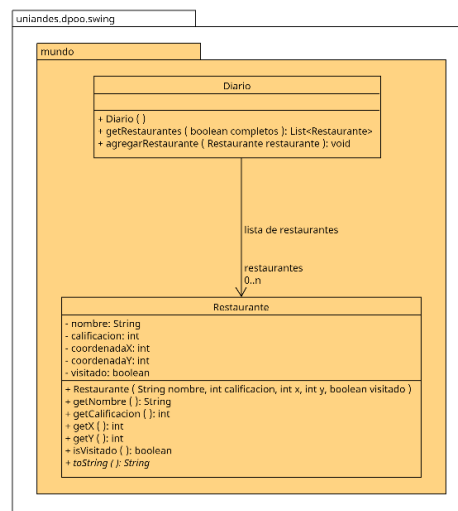 uniandes.dpoo.swing
mundo
Diario
+ Diario ( )
+ getRestaurantes ( boolean completos ): List<Restaurante>
+ agregarRestaurante ( Restaurante restaurante ): void
lista de restaurantes
restaurantes
0..n
Restaurante
- nombre: String
- calificacion: int
- coordenadaX: int
- coordenadaY: int
- visitado: boolean
+ Restaurante ( String nombre, int calificacion, int x, int y, boolean visitado )
+ getNombre ( ): String
+ getCalificacion ( ): int
+ getX ( ): int
+ getY ( ): int
+ isVisitado ( ): boolean
+ toString ( ): String